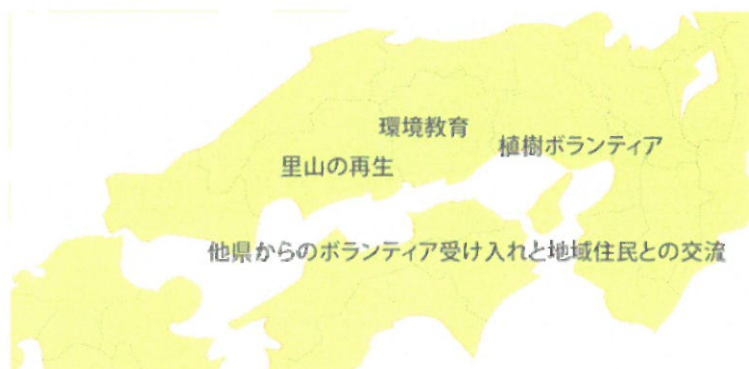 環境教育
植樹ボランティア
里山の再生
他県からのボランティア受け入れと地域住民との交流